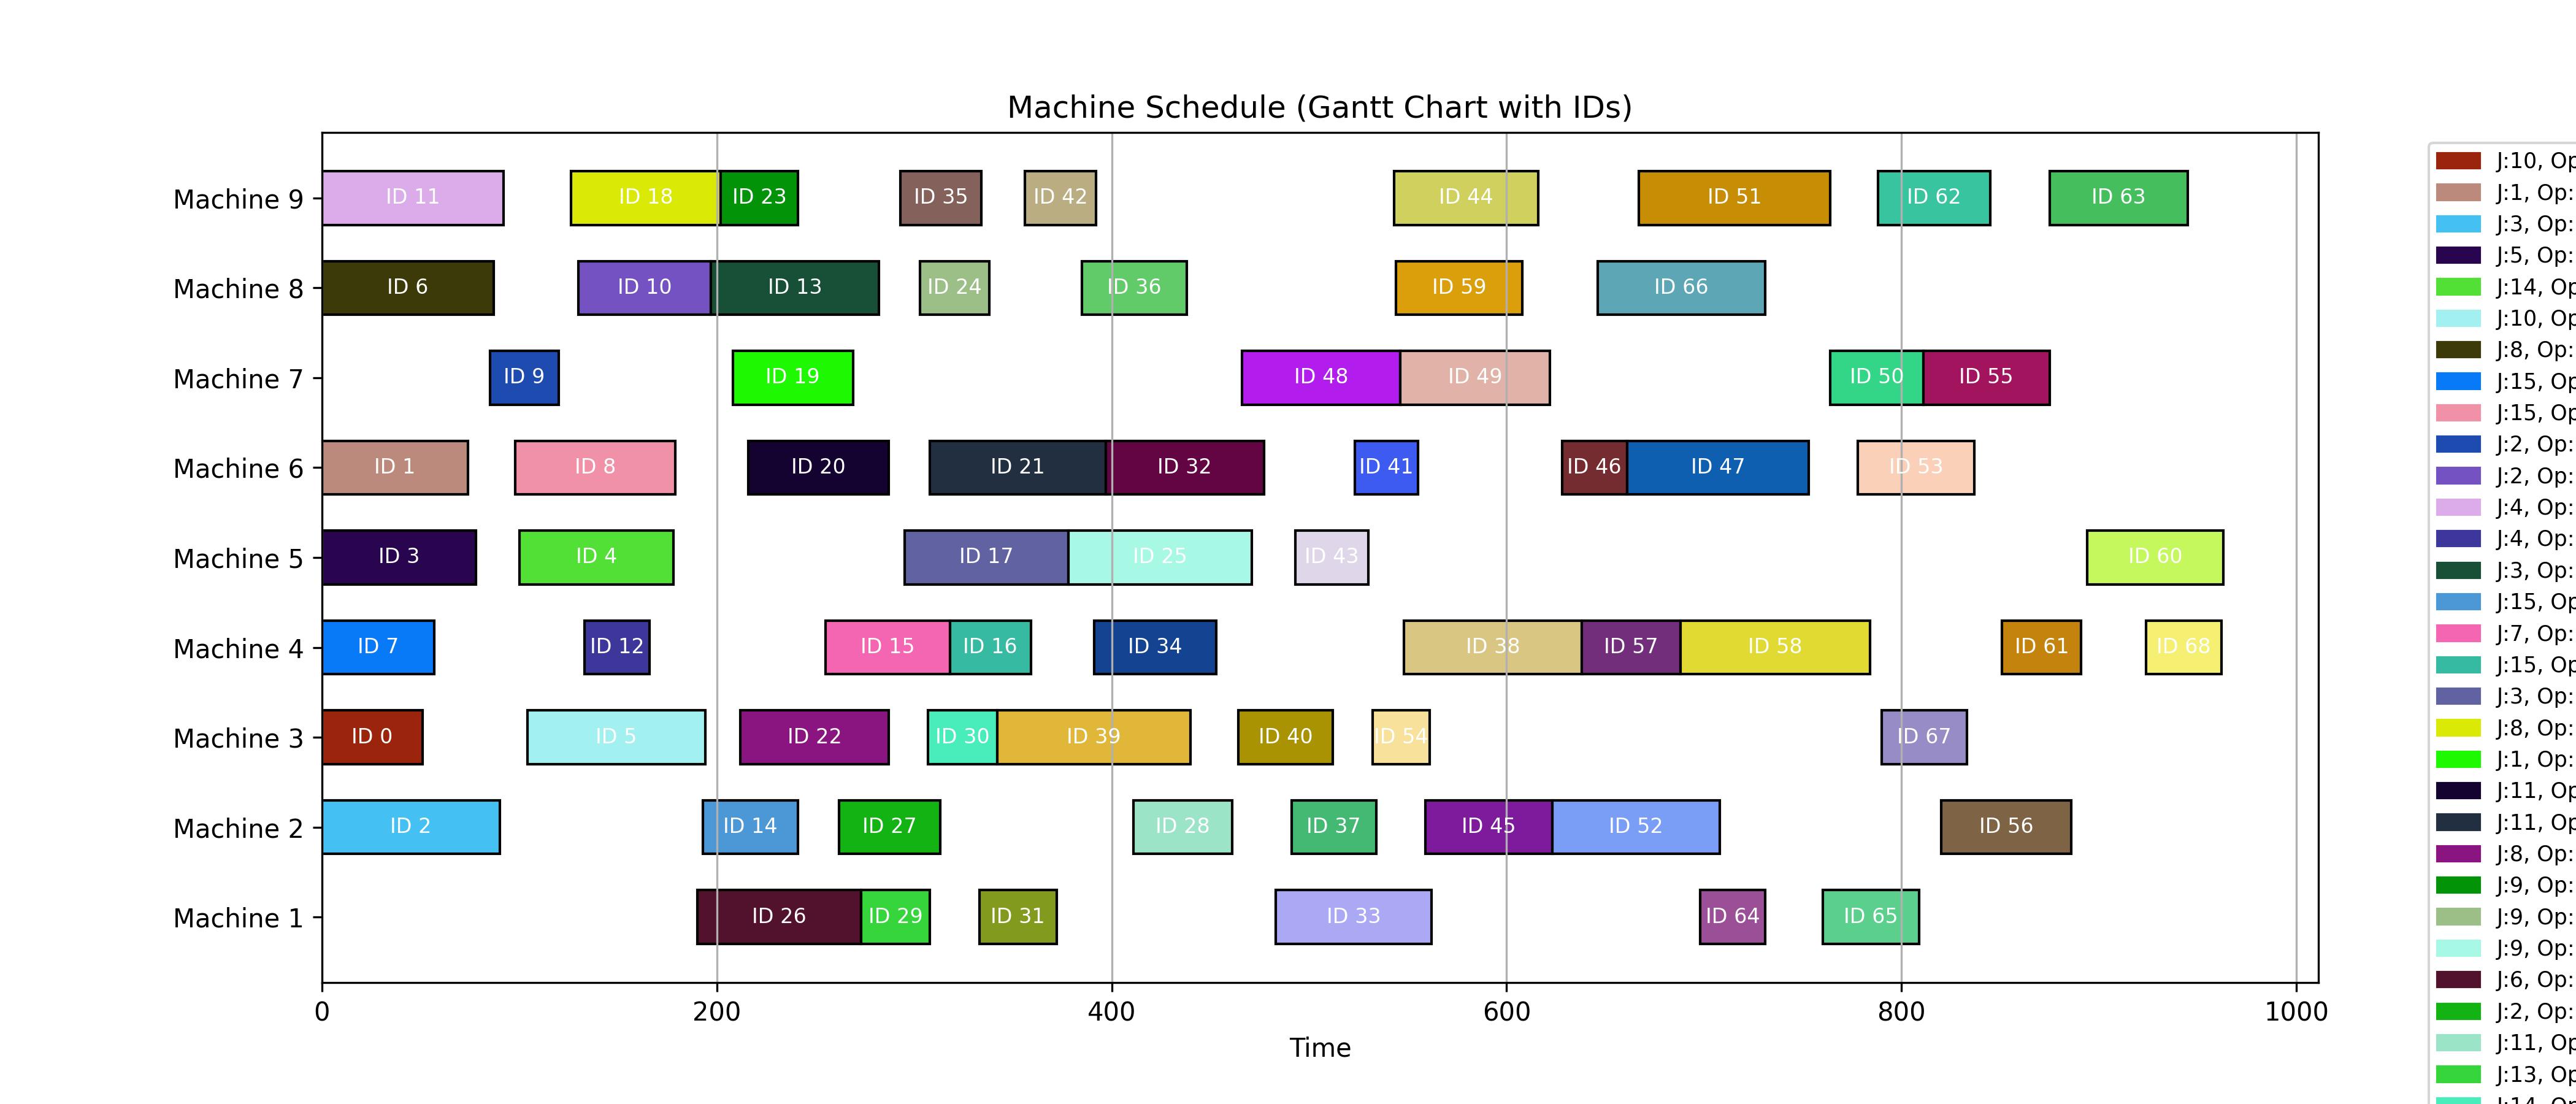 Machine Schedule (Gantt Chart with IDs)
Machine 9 ID 11 ID 18 ID 23 ID 35 ID 42 ID 44 ID 51 ID 62 ID 63
Machine 8 ID 6 ID 10 ID 13 ID 24 ID 36 ID 59 ID 66
Machine 7 ID 9 ID 19 ID 48 ID 49 ID 50 ID 55
Machine 6 ID 1 ID 8 ID 20 ID 21 ID 32 ID 41 ID 46 ID 47 ID 53
Machine 5 ID 3 ID 4 ID 17 ID 25 ID 43 ID 60
Machine 4 ID 7 ID 12 ID 15 ID 16 ID 34 ID 38 ID 57 ID 58 ID 61 ID 68
Machine 3 ID 0 ID 5 ID 22 ID 30 ID 39 ID 40 ID 54 ID 67
Machine 2 ID 2 ID 14 ID 27 ID 28 ID 37 ID 45 ID 52 ID 56
Machine 1 ID 26 ID 29 ID 31 ID 33 ID 64 ID 65
0 200 400 600 800 1000
Time
J:10, Op
J:1, Op:
J:3, Op:
J:5, Op:
J:14, Op
J:10, Op
J:8, Op:
J:15, Op
J:15, Op
J:2, Op:
J:2, Op:
J:4, Op:
J:4, Op:
J:3, Op:
J:15, Op
J:7, Op:
J:15, Op
J:3, Op:
J:8, Op:
J:1, Op:
J:11, Op
J:11, Op
J:8, Op:
J:9, Op:
J:9, Op:
J:9, Op:
J:6, Op:
J:2, Op:
J:11, Op
J:13, Op